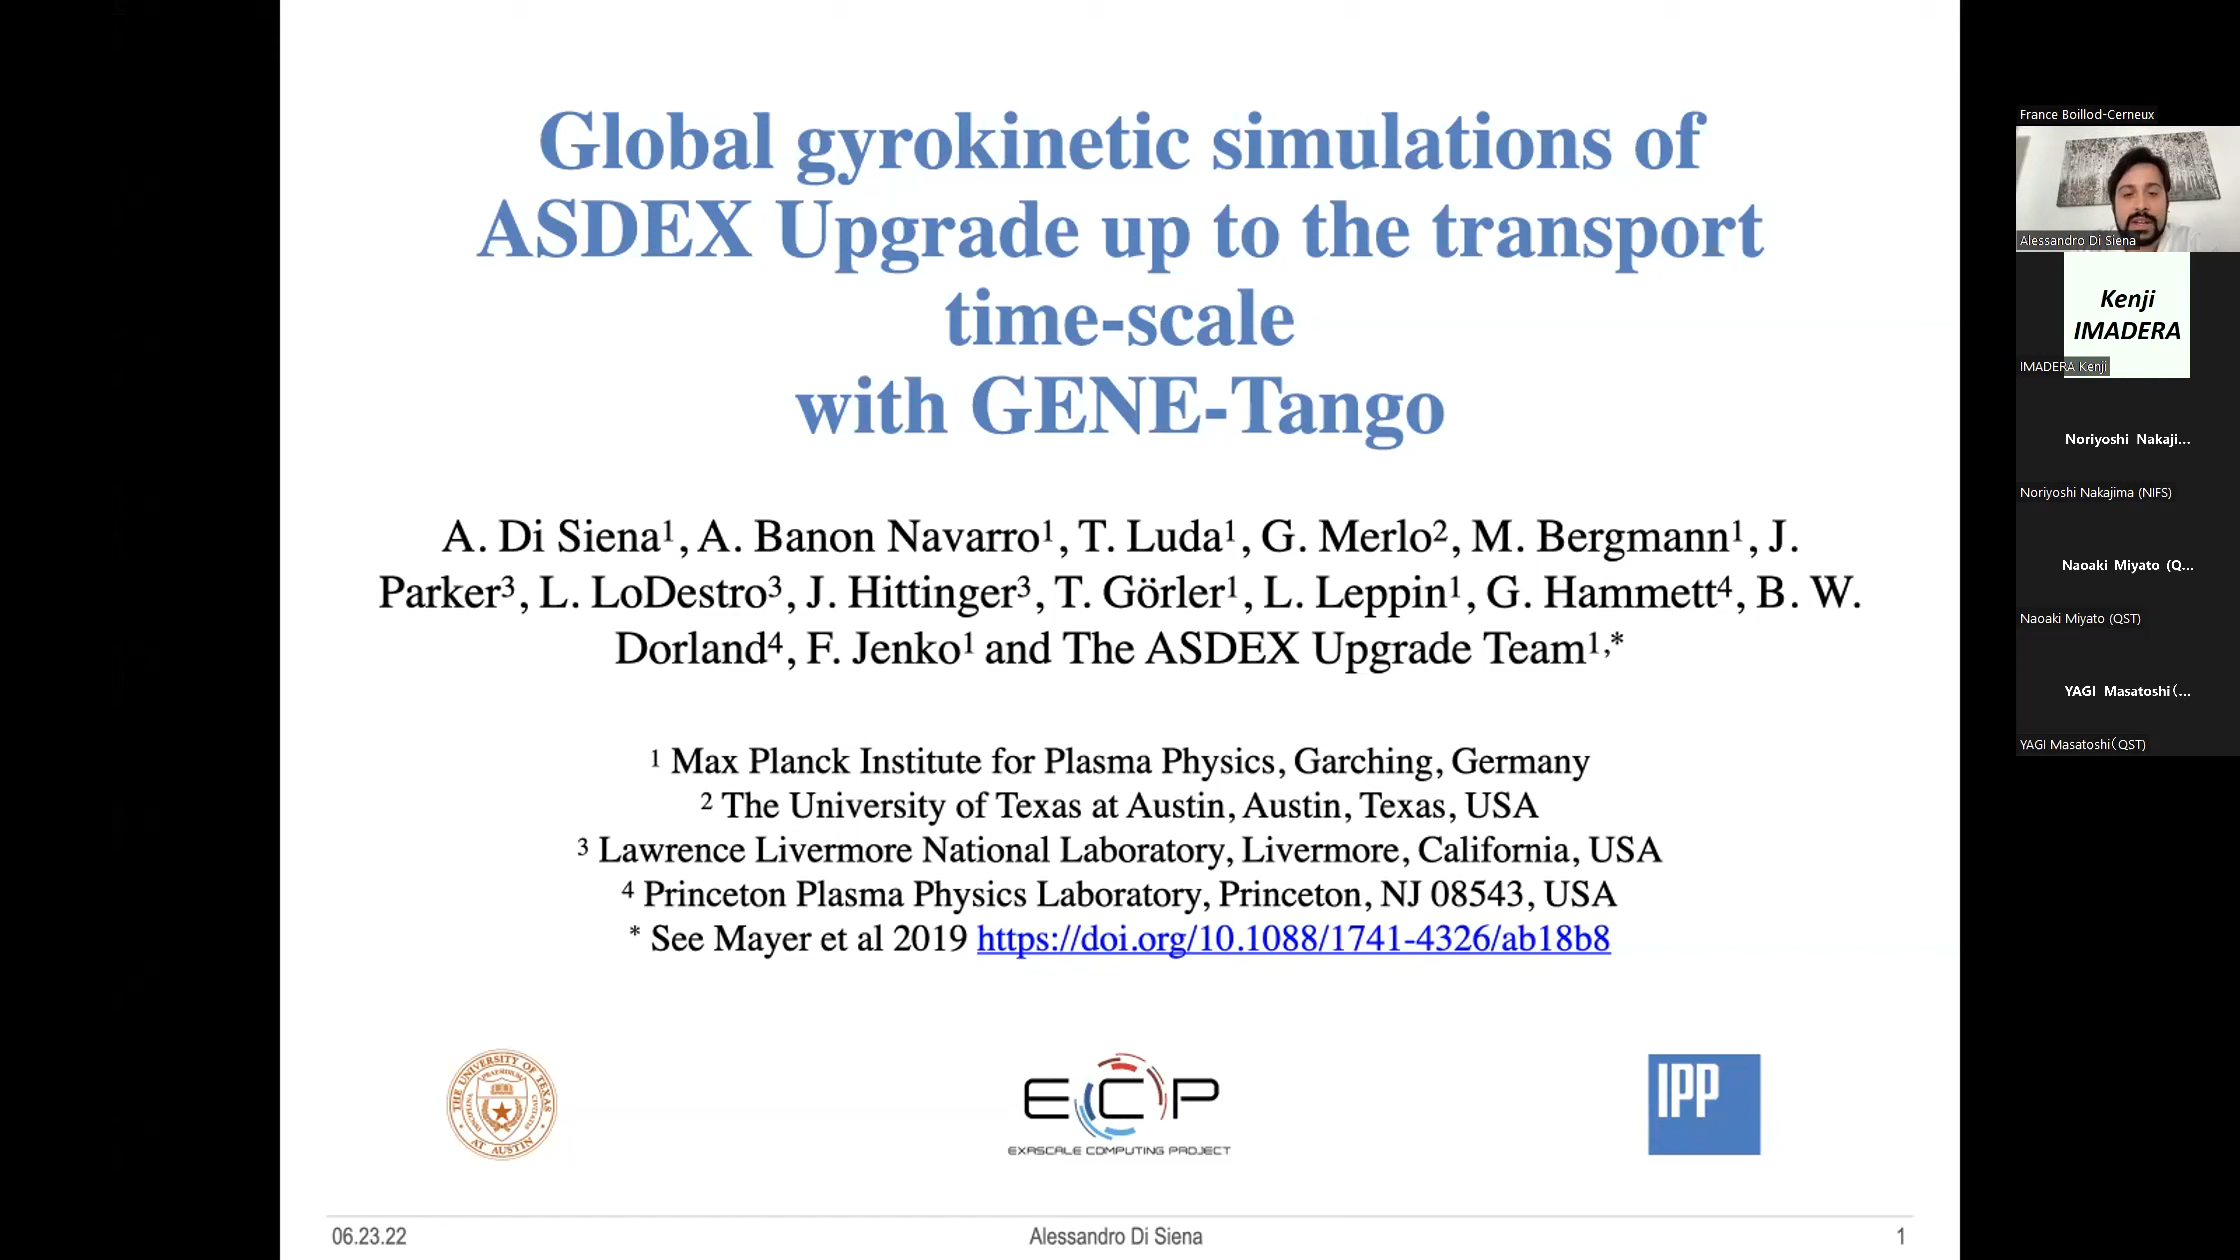 Global gyrokinetic simulations of
ASDEX Upgrade up to the transport
time-scale
with GENE-Tango
A. Di Siena¹, A. Banon Navarro¹, T. Luda¹, G. Merlo², M. Bergmann¹, J.
Parker³, L. LoDestro³, J. Hittinger³, T. Görler¹, L. Leppin¹, G. Hammett⁴, B. W.
Dorland⁴, F. Jenko¹ and The ASDEX Upgrade Team¹,*
¹ Max Planck Institute for Plasma Physics, Garching, Germany
² The University of Texas at Austin, Austin, Texas, USA
³ Lawrence Livermore National Laboratory, Livermore, California, USA
⁴ Princeton Plasma Physics Laboratory, Princeton, NJ 08543, USA
* See Mayer et al 2019 https://doi.org/10.1088/1741-4326/ab18b8
THE UNIVERSITY OF TEXAS
AT AUSTIN
ECP
EXASCALE COMPUTING PROJECT
IPP
06.23.22
Alessandro Di Siena
1
France Boillod-Cerneux
Alessandro Di Siena
Kenji
IMADERA
IMADERA Kenji
Noriyoshi Nakaji...
Noriyoshi Nakajima (NIFS)
Naoaki Miyato (Q...
Naoaki Miyato (QST)
YAGI Masatoshi(...
YAGI Masatoshi(QST)